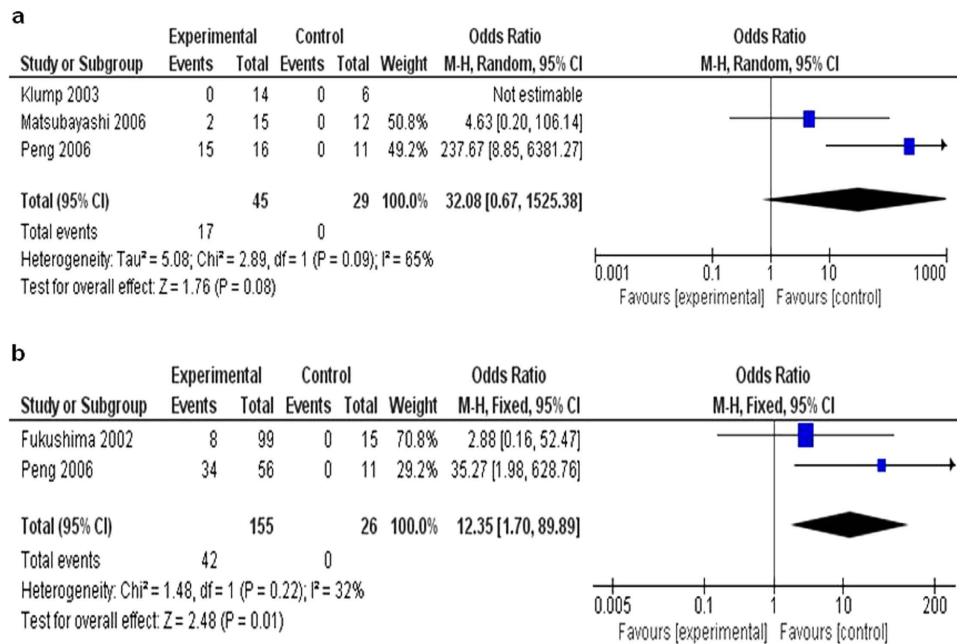 a
Experimental Control Odds Ratio Odds Ratio
Study or Subgroup Events Total Events Total Weight M-H, Random, 95% CI M-H, Random, 95% CI
Klump 2003 0 14 0 6 Not estimable
Matsubayashi 2006 2 15 0 12 50.8% 4.63 [0.20, 106.14]
Peng 2006 15 16 0 11 49.2% 237.67 [8.85, 6381.27]
Total (95% CI) 45 29 100.0% 32.08 [0.67, 1525.38]
Total events 17 0
Heterogeneity: Tau² = 5.08; Chi² = 2.89, df = 1 (P = 0.09); I² = 65%
Test for overall effect: Z = 1.76 (P = 0.08)
0.001 0.1 1 10 1000
Favours [experimental] Favours [control]
b
Experimental Control Odds Ratio Odds Ratio
Study or Subgroup Events Total Events Total Weight M-H, Fixed, 95% CI M-H, Fixed, 95% CI
Fukushima 2002 8 99 0 15 70.8% 2.88 [0.16, 52.47]
Peng 2006 34 56 0 11 29.2% 35.27 [1.98, 628.76]
Total (95% CI) 155 26 100.0% 12.35 [1.70, 89.89]
Total events 42 0
Heterogeneity: Chi² = 1.48, df = 1 (P = 0.22); I² = 32%
Test for overall effect: Z = 2.48 (P = 0.01)
0.005 0.1 1 10 200
Favours [experimental] Favours [control]